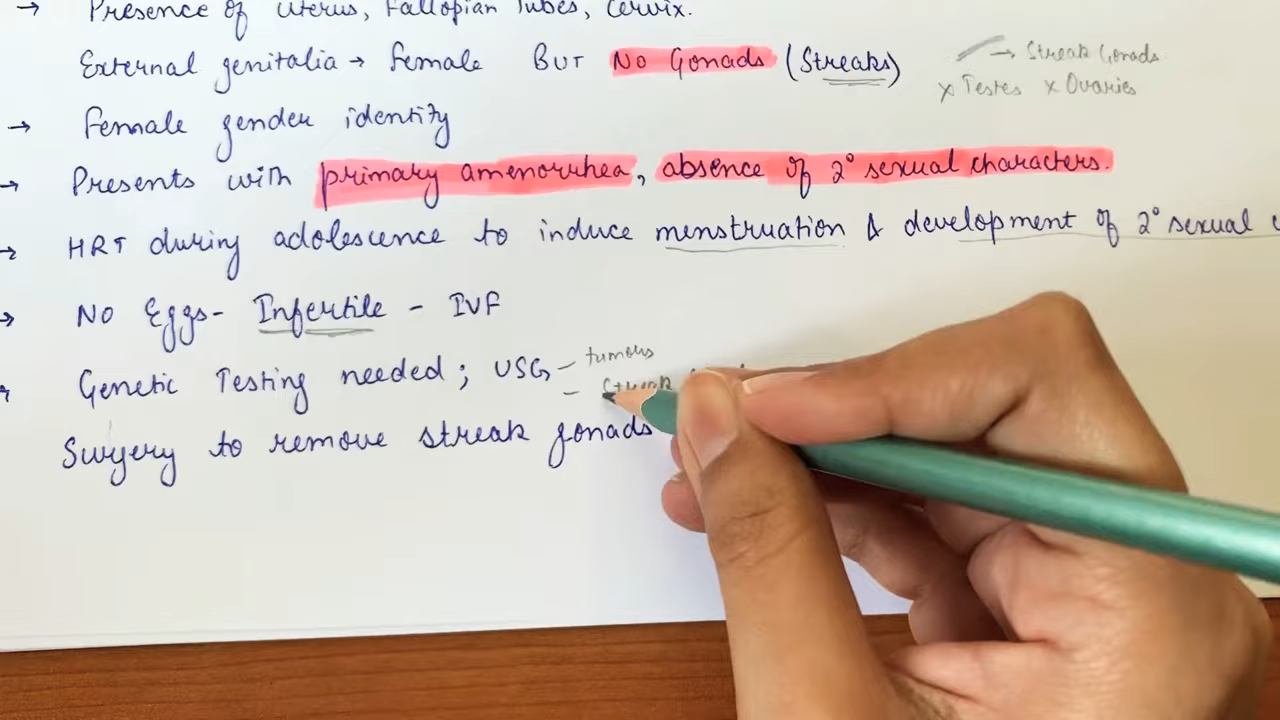 → Presence of Uterus, Fallopian Tubes, Cervix.
External genitalia → Female BUT No Gonads (Streaks)
→ Streak Gonads
x Testes x Ovaries
→ Female gender identity
→ Presents with primary amenorrhea, absence of 2° sexual characters.
→ HRT during adolescence to induce menstruation & development of 2° sexual
→ No Eggs - Infertile - IVF
→ Genetic Testing needed; USG - tumours
- Streak
Surgery to remove streak gonads